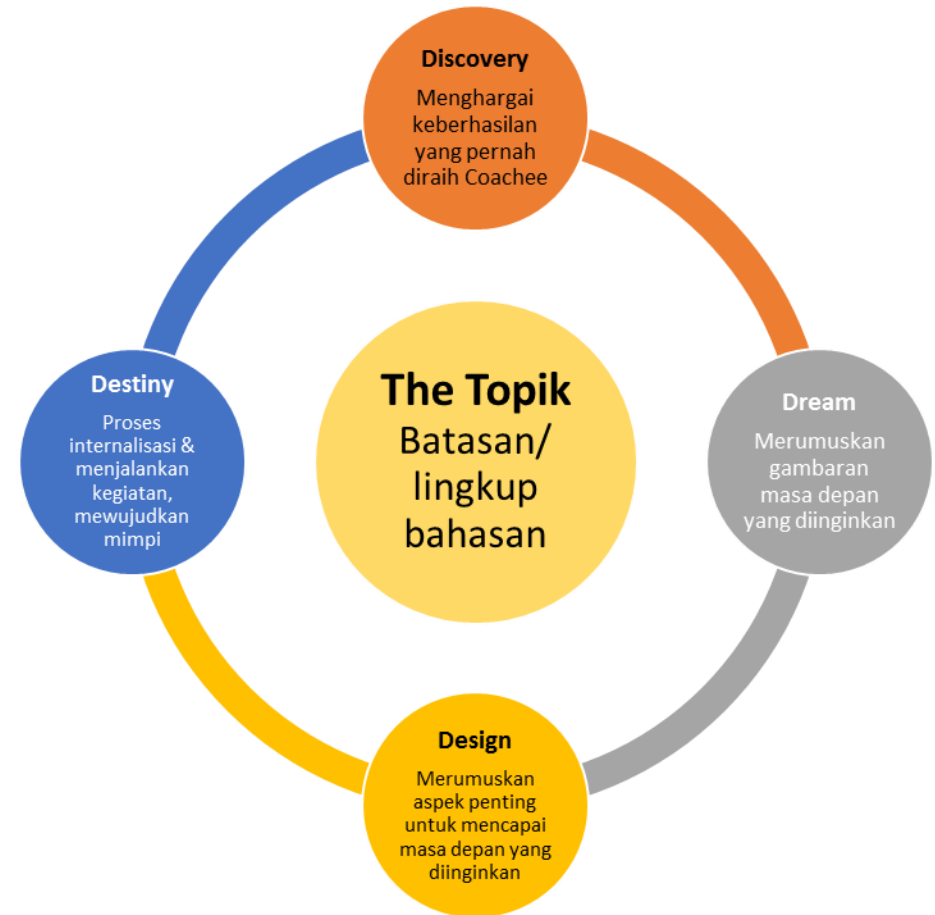 Discovery
Menghargai
keberhasilan
yang pernah
diraih Coachee
Dream
Merumuskan
gambaran
masa depan
yang diinginkan
Design
Merumuskan
aspek penting
untuk mencapai
masa depan yang
diinginkan
Destiny
Proses
internalisasi &
menjalankan
kegiatan,
mewujudkan
mimpi
The Topik
Batasan/
lingkup
bahasan